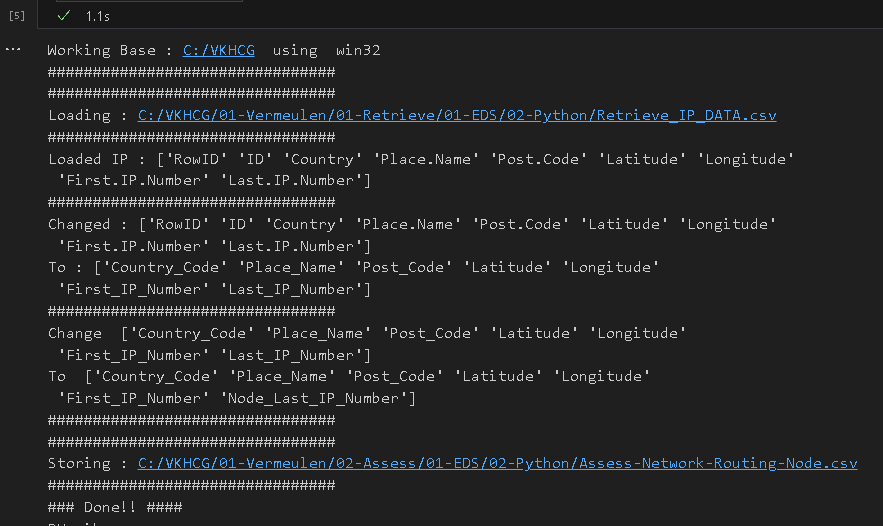 [5]
1.1s
...
Working Base : C:/VKHCG  using  win32
################################
################################
Loading : C:/VKHCG/01-Vermeulen/01-Retrieve/01-EDS/02-Python/Retrieve_IP_DATA.csv
################################
Loaded IP : ['RowID' 'ID' 'Country' 'Place.Name' 'Post.Code' 'Latitude' 'Longitude'
 'First.IP.Number' 'Last.IP.Number']
################################
Changed : ['RowID' 'ID' 'Country' 'Place.Name' 'Post.Code' 'Latitude' 'Longitude'
 'First.IP.Number' 'Last.IP.Number']
To : ['Country_Code' 'Place_Name' 'Post_Code' 'Latitude' 'Longitude'
 'First_IP_Number' 'Last_IP_Number']
################################
Change  ['Country_Code' 'Place_Name' 'Post_Code' 'Latitude' 'Longitude'
 'First_IP_Number' 'Last_IP_Number']
To  ['Country_Code' 'Place_Name' 'Post_Code' 'Latitude' 'Longitude'
 'First_IP_Number' 'Node_Last_IP_Number']
################################
################################
Storing : C:/VKHCG/01-Vermeulen/02-Assess/01-EDS/02-Python/Assess-Network-Routing-Node.csv
################################
### Done!! ####